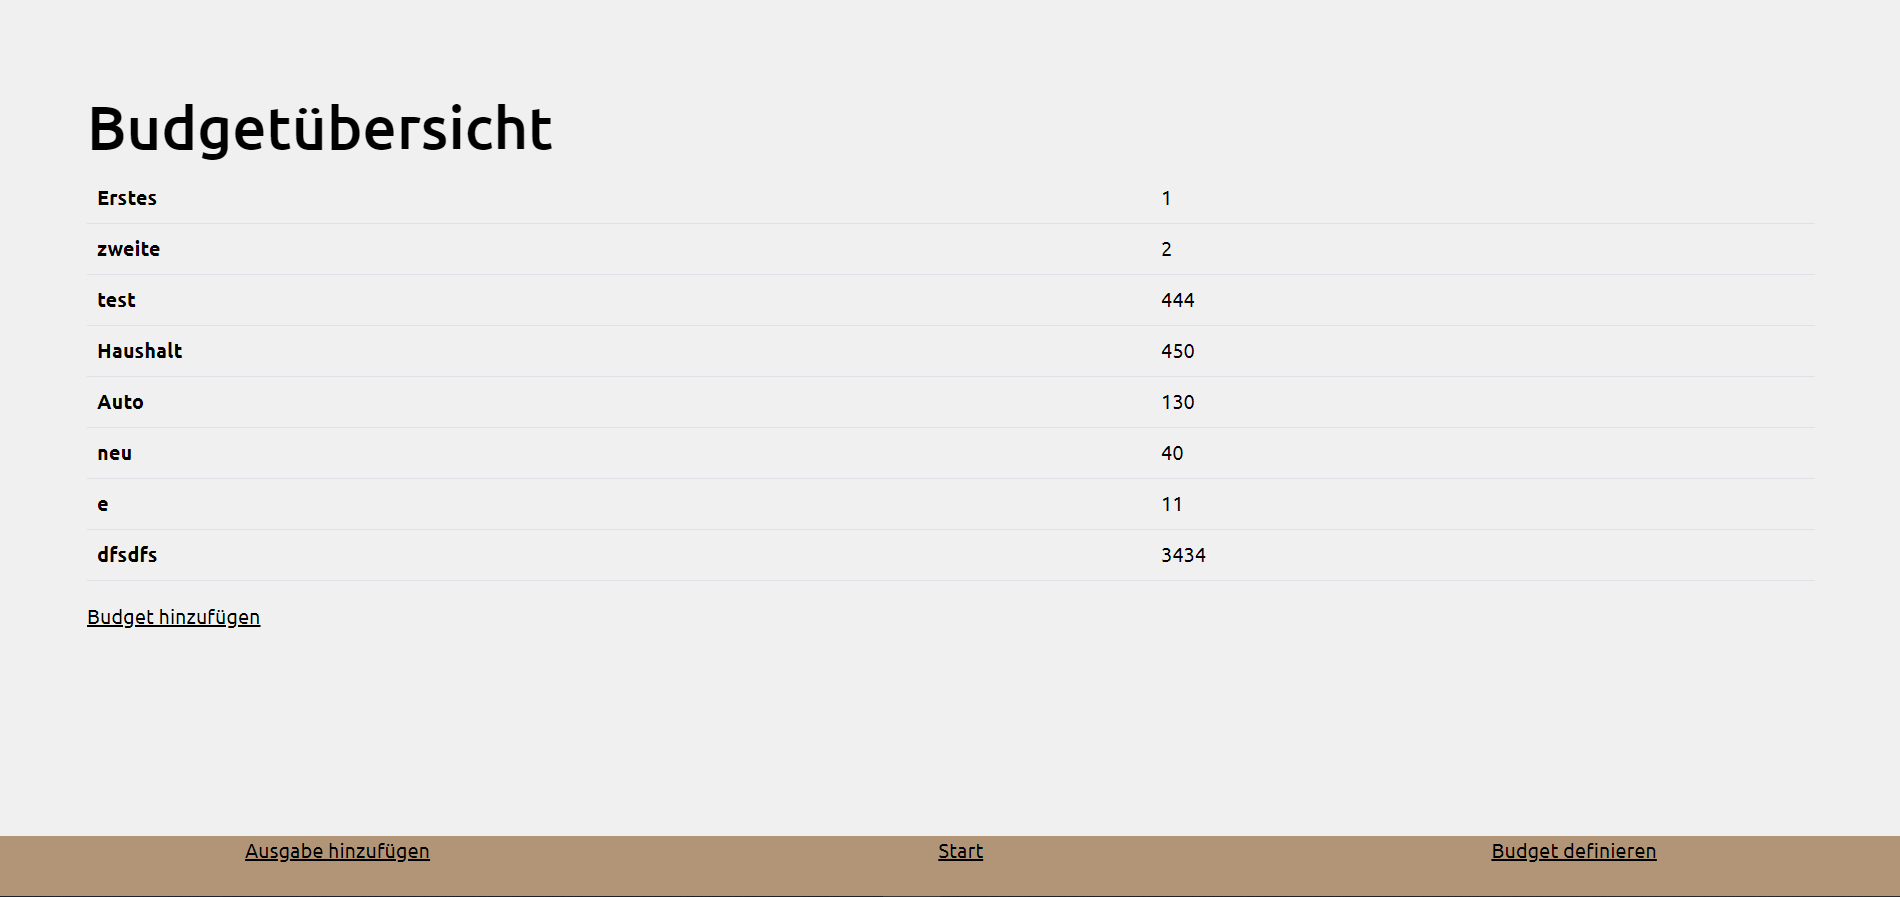 Budgetübersicht
Erstes 1
zweite 2
test 444
Haushalt 450
Auto 130
neu 40
e 11
dfsdfs 3434
Budget hinzufügen
Ausgabe hinzufügen Start Budget definieren